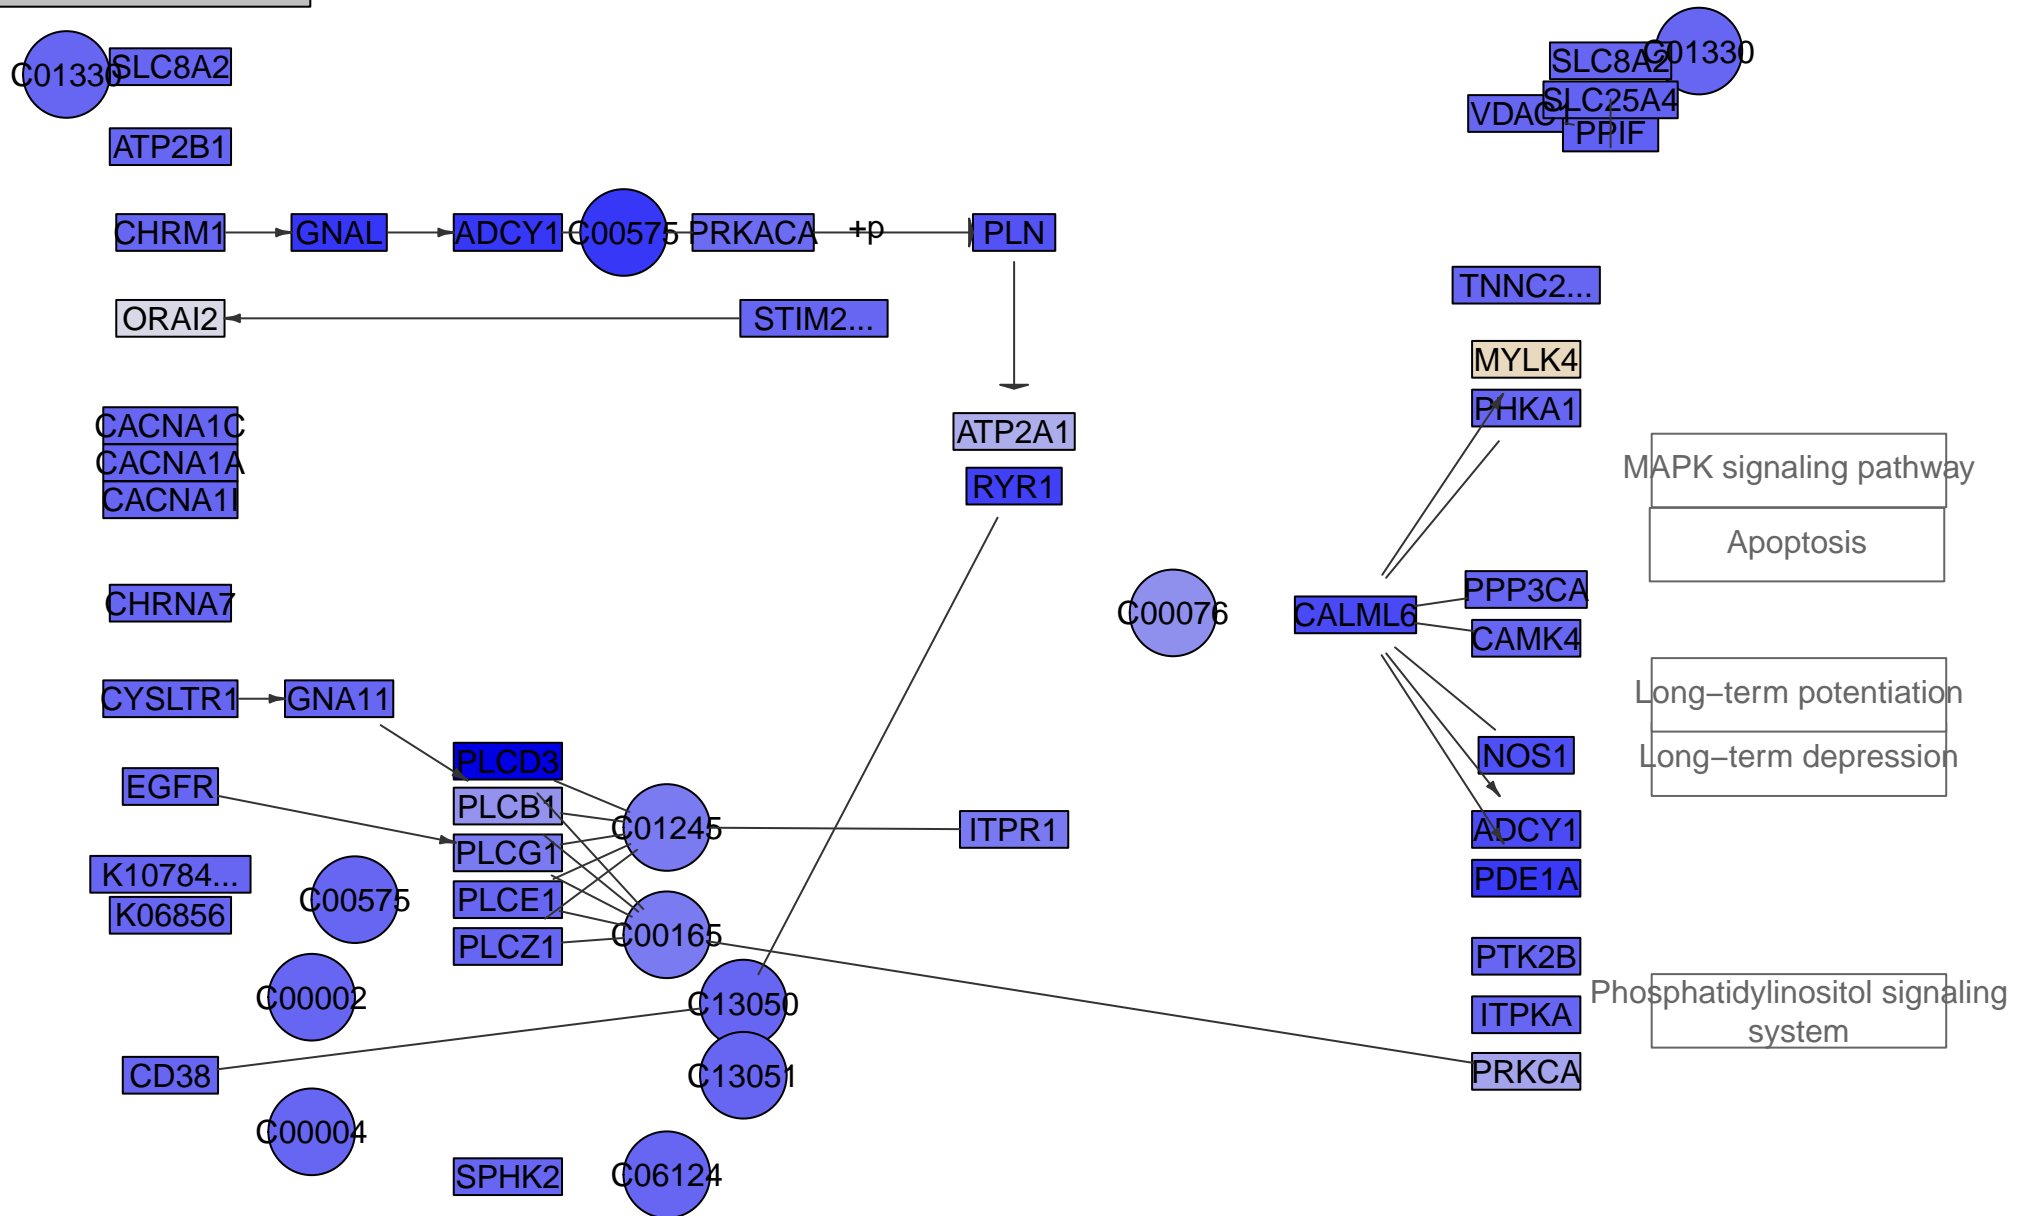 C01330
SLC8A2
SLC8A2
C01330
SLC25A4
VDAC1
PPIF
ATP2B1
CHRM1
GNAL
ADCY1
C00575
PRKACA
+p
PLN
TNNC2...
ORAI2
STIM2...
MYLK4
PHKA1
CACNA1C
CACNA1A
CACNA1I
ATP2A1
RYR1
MAPK signaling pathway
Apoptosis
CHRNA7
C00076
CALML6
PPP3CA
CAMK4
CYSLTR1
GNA11
Long−term potentiation
Long−term depression
PLCD3
NOS1
EGFR
PLCB1
C01245
ITPR1
ADCY1
PLCG1
K10784...
C00575
PLCE1
PDE1A
K06856
C00165
PLCZ1
PTK2B
C00002
C13050
Phosphatidylinositol signaling
system
ITPKA
CD38
C13051
PRKCA
C00004
SPHK2
C06124